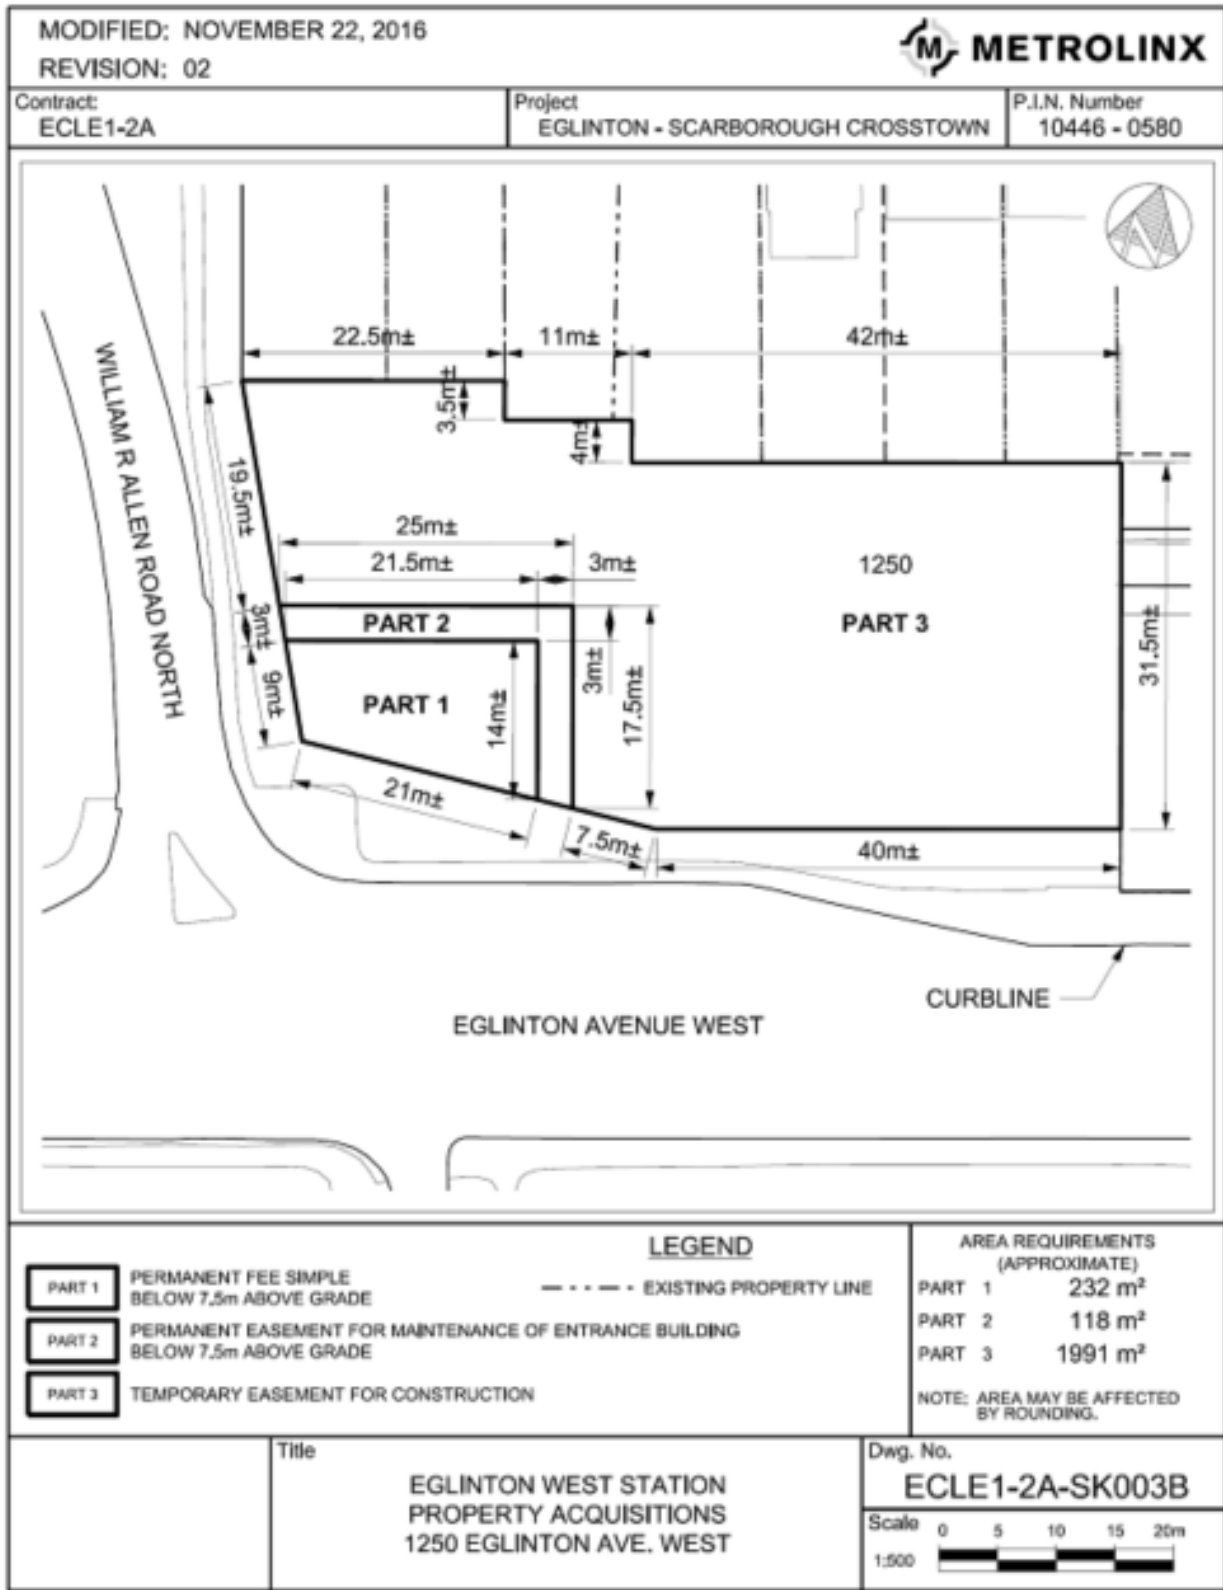 MODIFIED: NOVEMBER 22, 2016
REVISION: 02
METROLINX
Contract:
ECLE1-2A
Project
EGLINTON - SCARBOROUGH CROSSTOWN
P.I.N. Number
10446 - 0580
22.5m±
11m±
42m±
3.5m±
4m±
WILLIAM R ALLEN ROAD NORTH
19.5m±
3m±
9m±
25m±
21.5m±
3m±
1250
PART 2
PART 3
PART 1
14m±
3m±
17.5m±
31.5m±
21m±
7.5m±
40m±
CURBLINE
EGLINTON AVENUE WEST
LEGEND
PART 1
PERMANENT FEE SIMPLE
BELOW 7.5m ABOVE GRADE
EXISTING PROPERTY LINE
PART 2
PERMANENT EASEMENT FOR MAINTENANCE OF ENTRANCE BUILDING
BELOW 7.5m ABOVE GRADE
PART 3
TEMPORARY EASEMENT FOR CONSTRUCTION
AREA REQUIREMENTS
(APPROXIMATE)
PART 1 232 m²
PART 2 118 m²
PART 3 1991 m²
NOTE: AREA MAY BE AFFECTED
BY ROUNDING.
Title
EGLINTON WEST STATION
PROPERTY ACQUISITIONS
1250 EGLINTON AVE. WEST
Dwg. No.
ECLE1-2A-SK003B
Scale
1:500
0 5 10 15 20m